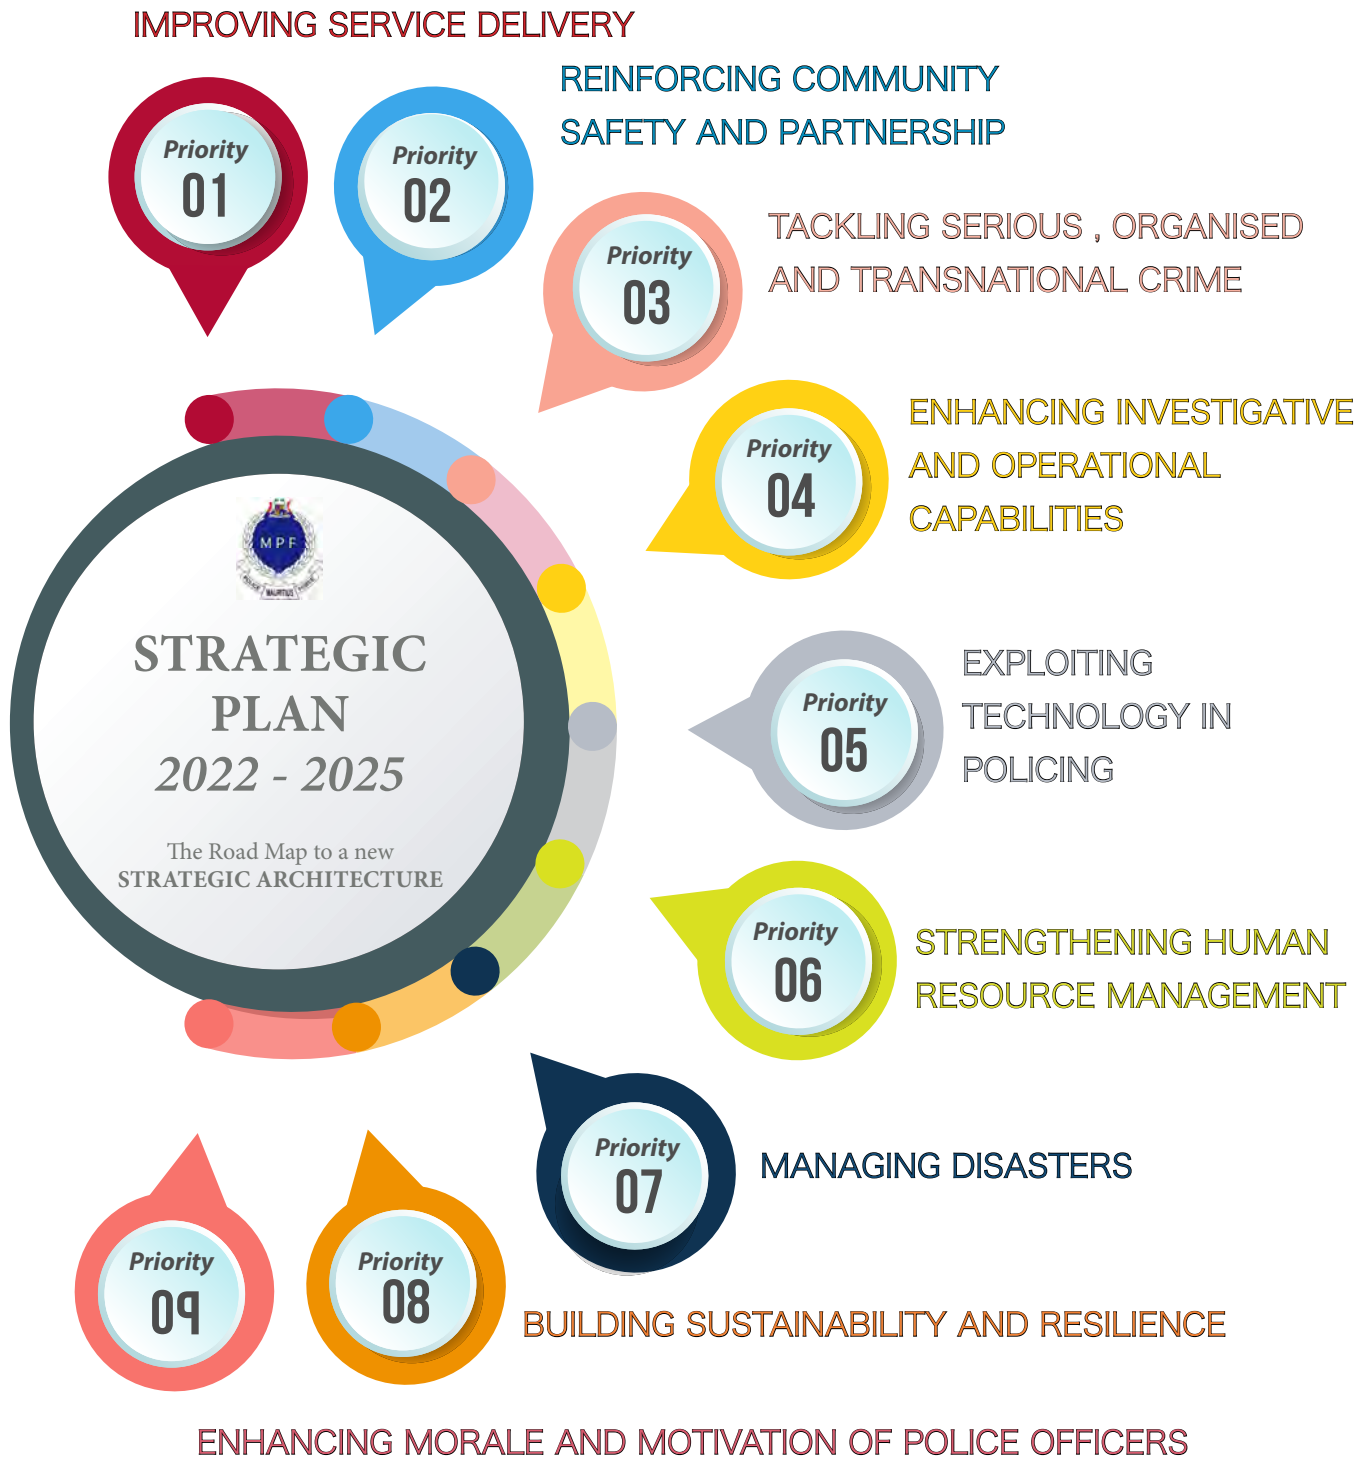 IMPROVING SERVICE DELIVERY
Priority
01
REINFORCING COMMUNITY
SAFETY AND PARTNERSHIP
Priority
02
TACKLING SERIOUS , ORGANISED
AND TRANSNATIONAL CRIME
Priority
03
ENHANCING INVESTIGATIVE
AND OPERATIONAL
CAPABILITIES
Priority
04
EXPLOITING
TECHNOLOGY IN
POLICING
Priority
05
STRENGTHENING HUMAN
RESOURCE MANAGEMENT
Priority
06
MANAGING DISASTERS
Priority
07
BUILDING SUSTAINABILITY AND RESILIENCE
Priority
08
Priority
09
ENHANCING MORALE AND MOTIVATION OF POLICE OFFICERS
MPF
POLICE MAURITIUS FORCE
STRATEGIC
PLAN
2022 - 2025
The Road Map to a new
STRATEGIC ARCHITECTURE